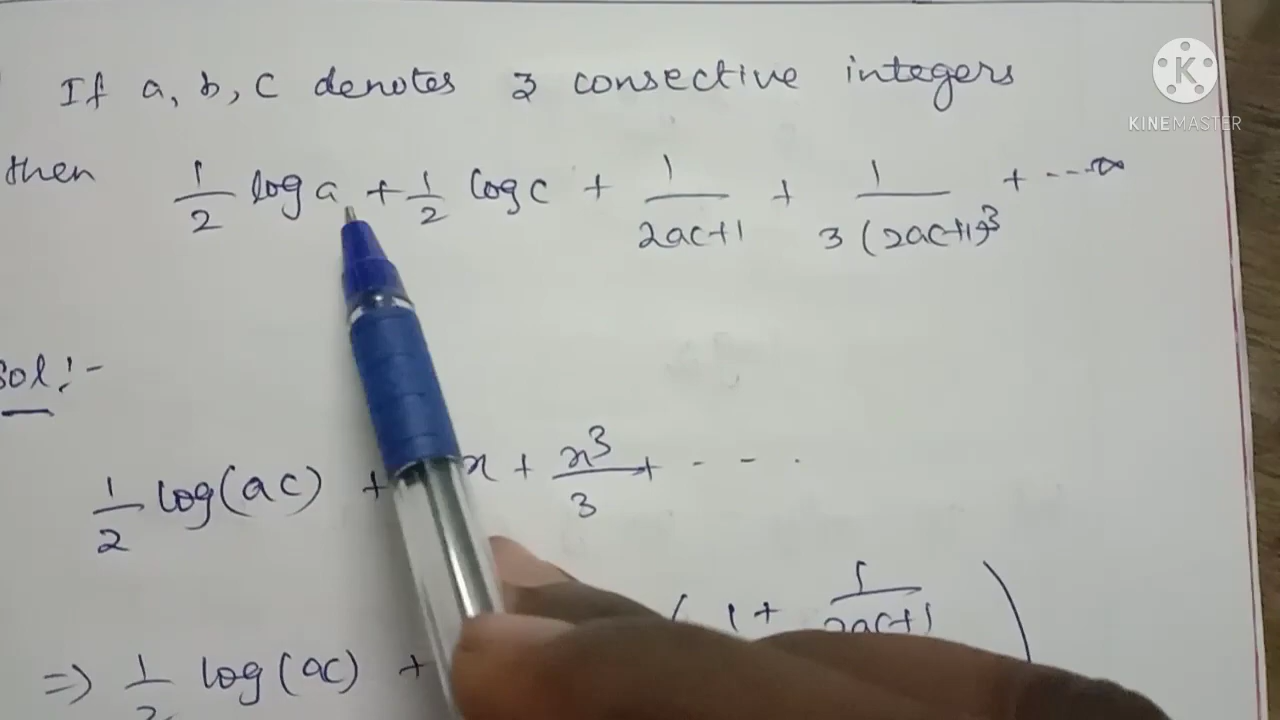 If a, b, c denotes 3 consective integers
K
KINEMASTER
then 1/2 log a + 1/2 log c + 1/(2ac+1) + 1/(3(2ac+1)^3) + ---∞
Sol:-
1/2 log(ac) + x + x^3/3 + - - .
=> 1/2 log(ac) + ( 1 + 1/(2ac+1) )